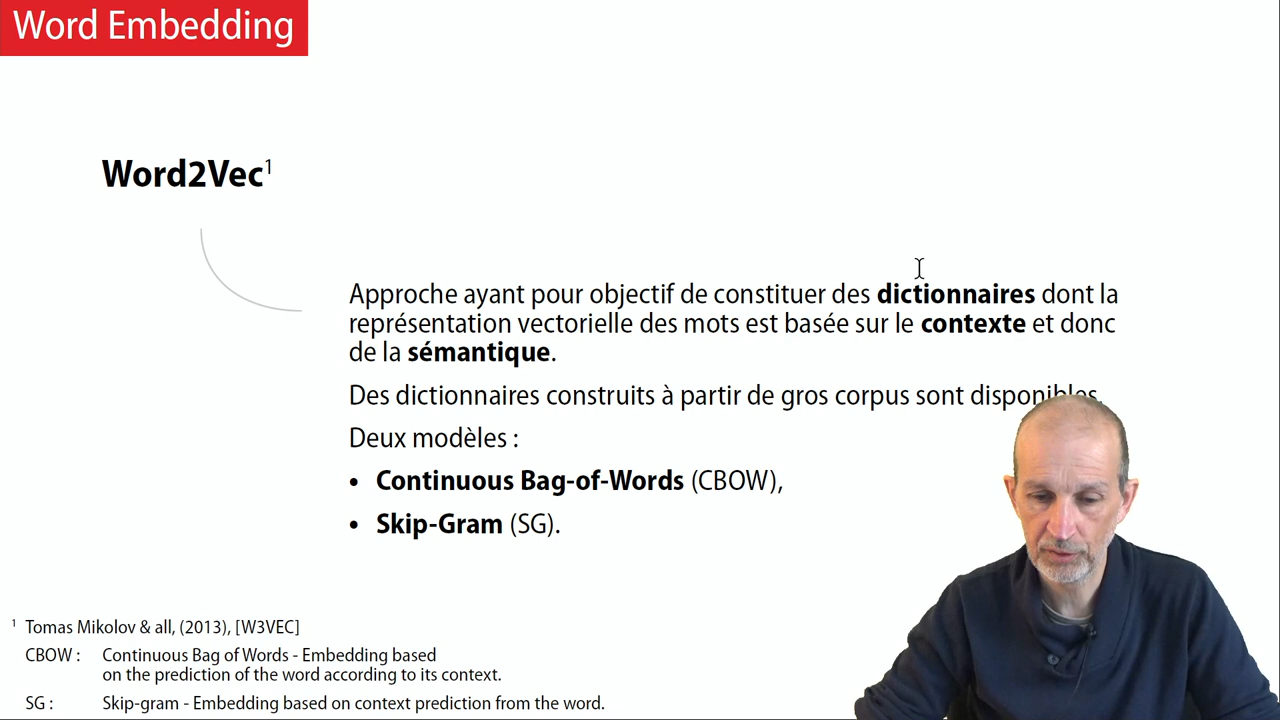 Word Embedding
Word2Vec1
Approche ayant pour objectif de constituer des dictionnaires dont la
représentation vectorielle des mots est basée sur le contexte et donc
de la sémantique.
Des dictionnaires construits à partir de gros corpus sont disponibles.
Deux modèles :
• Continuous Bag-of-Words (CBOW),
• Skip-Gram (SG).
1 Tomas Mikolov & all, (2013), [W3VEC]
CBOW : Continuous Bag of Words - Embedding based
on the prediction of the word according to its context.
SG : Skip-gram - Embedding based on context prediction from the word.